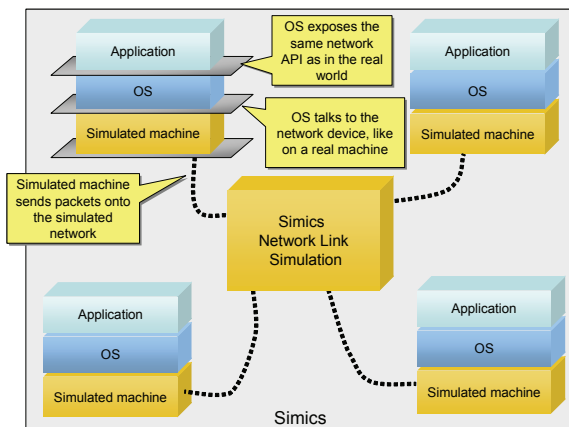 Application
OS
Simulated machine
OS exposes the
same network
API as in the real
world
OS talks to the
network device, like
on a real machine
Application
OS
Simulated machine
Simulated machine
sends packets onto
the simulated
network
Simics
Network Link
Simulation
Application
OS
Simulated machine
Application
OS
Simulated machine
Simics